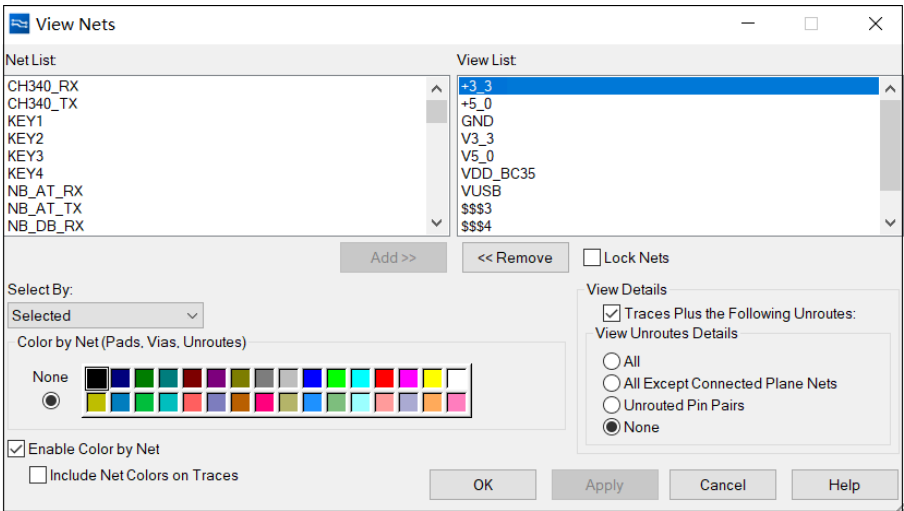 View Nets
Net List:
View List:
CH340_RX
CH340_TX
KEY1
KEY2
KEY3
KEY4
NB_AT_RX
NB_AT_TX
NB_DB_RX
+3_3
+5_0
GND
V3_3
V5_0
VDD_BC35
VUSB
$$$3
$$$4
Add >>
<< Remove
Lock Nets
Select By:
Selected
Color by Net (Pads, Vias, Unroutes)
None
Enable Color by Net
Include Net Colors on Traces
View Details
Traces Plus the Following Unroutes:
View Unroutes Details
All
All Except Connected Plane Nets
Unrouted Pin Pairs
None
OK
Apply
Cancel
Help